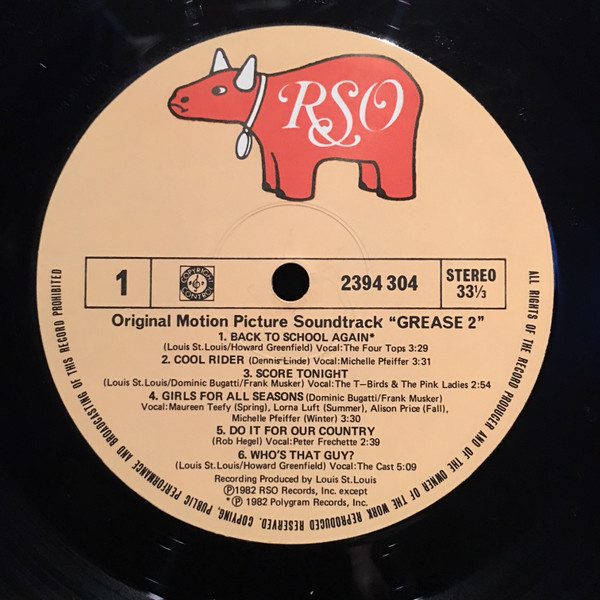 RSO
1
COPYRIGHT CONTROL
2394 304
STEREO
33⅓
Original Motion Picture Soundtrack "GREASE 2"
1. BACK TO SCHOOL AGAIN*
(Louis St.Louis/Howard Greenfield) Vocal:The Four Tops 3:29
2. COOL RIDER (Dennis Linde) Vocal:Michelle Pfeiffer 3:31
3. SCORE TONIGHT
(Louis St.Louis/Dominic Bugatti/Frank Musker) Vocal:The T-Birds & The Pink Ladies 2:54
4. GIRLS FOR ALL SEASONS (Dominic Bugatti/Frank Musker)
Vocal:Maureen Teefy (Spring), Lorna Luft (Summer), Alison Price (Fall),
Michelle Pfeiffer (Winter) 3:30
5. DO IT FOR OUR COUNTRY
(Rob Hegel) Vocal:Peter Frechette 2:39
6. WHO'S THAT GUY?
(Louis St.Louis/Howard Greenfield) Vocal:The Cast 5:09
Recording Produced by Louis St.Louis
Ⓟ1982 RSO Records, Inc. except
*Ⓟ 1982 Polygram Records, Inc.
ALL RIGHTS OF THE RECORD PRODUCER AND OF THE OWNER OF THE WORK REPRODUCED RESERVED. COPYING, PUBLIC PERFORMANCE AND BROADCASTING OF THIS RECORD PROHIBITED